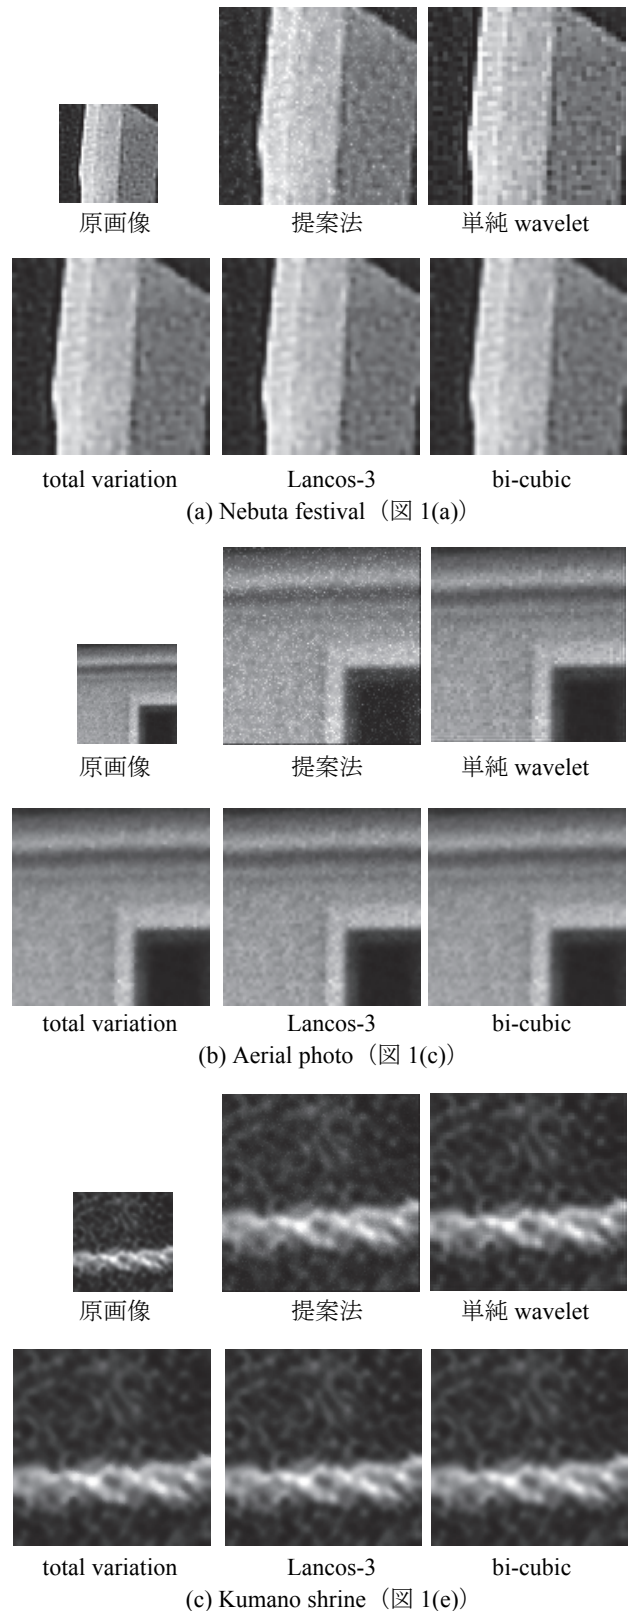 原画像 提案法 単純 wavelet
total variation Lancos-3 bi-cubic
(a) Nebuta festival（図 1(a)）
原画像 提案法 単純 wavelet
total variation Lancos-3 bi-cubic
(b) Aerial photo（図 1(c)）
原画像 提案法 単純 wavelet
total variation Lancos-3 bi-cubic
(c) Kumano shrine（図 1(e)）